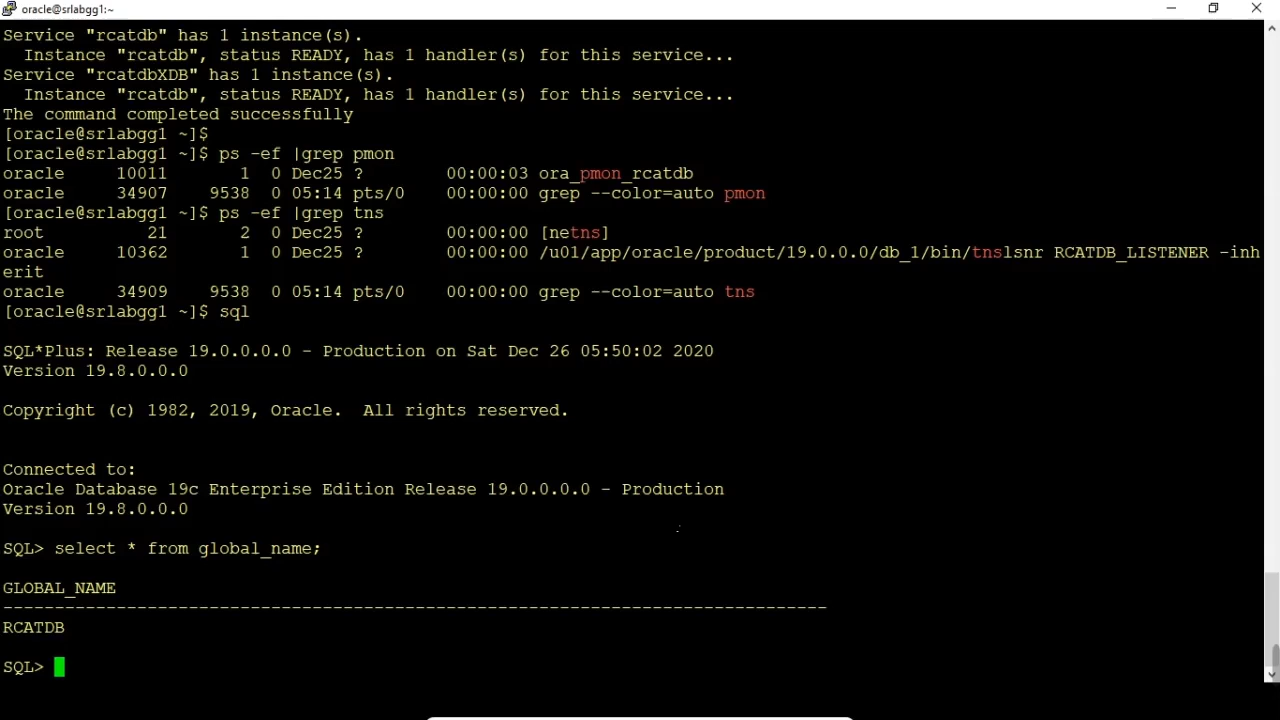 oracle@srlabgg1:~
Service "rcatdb" has 1 instance(s).
  Instance "rcatdb", status READY, has 1 handler(s) for this service...
Service "rcatdbXDB" has 1 instance(s).
  Instance "rcatdb", status READY, has 1 handler(s) for this service...
The command completed successfully
[oracle@srlabgg1 ~]$
[oracle@srlabgg1 ~]$ ps -ef |grep pmon
oracle     10011       1  0 Dec25 ?        00:00:03 ora_pmon_rcatdb
oracle     34907    9538  0 05:14 pts/0    00:00:00 grep --color=auto pmon
[oracle@srlabgg1 ~]$ ps -ef |grep tns
root          21       2  0 Dec25 ?        00:00:00 [netns]
oracle     10362       1  0 Dec25 ?        00:00:00 /u01/app/oracle/product/19.0.0.0/db_1/bin/tnslsnr RCATDB_LISTENER -inh
erit
oracle     34909    9538  0 05:14 pts/0    00:00:00 grep --color=auto tns
[oracle@srlabgg1 ~]$ sql
SQL*Plus: Release 19.0.0.0.0 - Production on Sat Dec 26 05:50:02 2020
Version 19.8.0.0.0
Copyright (c) 1982, 2019, Oracle.  All rights reserved.
Connected to:
Oracle Database 19c Enterprise Edition Release 19.0.0.0.0 - Production
Version 19.8.0.0.0
SQL> select * from global_name;
GLOBAL_NAME
--------------------------------------------------------------------------------
RCATDB
SQL>